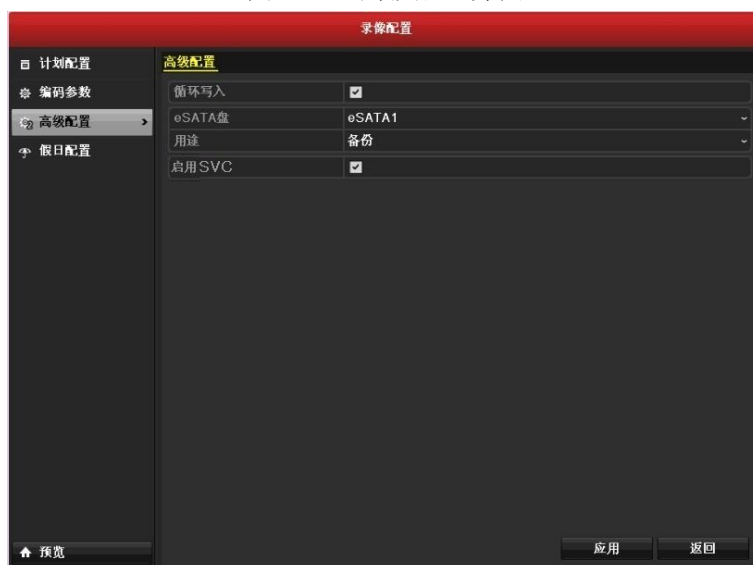 录像配置
计划配置
编码参数
高级配置
假日配置
高级配置
循环写入
eSATA盘 eSATA1
用途 备份
启用SVC
预览
应用 返回